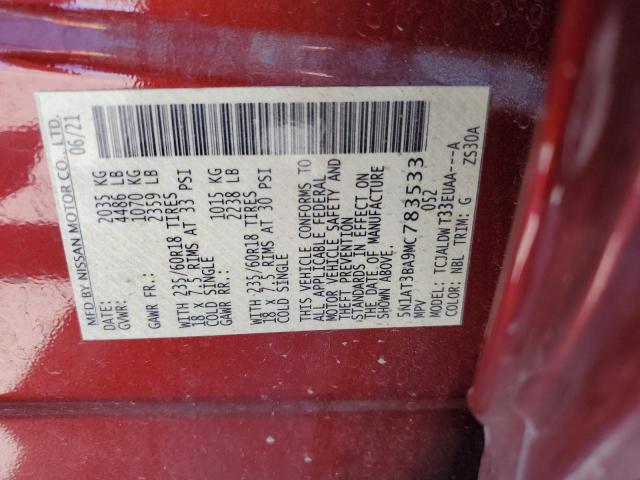 MFD BY NISSAN MOTOR CO., LTD.
DATE: 06/21
GVWR: 2035 KG
4486 LB
GAWR FR.: 1070 KG
2359 LB
WITH 235/60R18 TIRES
18 X 7.5 RIMS AT 33 PSI
COLD SINGLE
GAWR RR.: 1015 KG
2238 LB
WITH 235/60R18 TIRES
18 X 7.5 RIMS AT 30 PSI
COLD SINGLE
THIS VEHICLE CONFORMS TO
ALL APPLICABLE FEDERAL
MOTOR VEHICLE SAFETY AND
THEFT PREVENTION
STANDARDS IN EFFECT ON
THE DATE OF MANUFACTURE
SHOWN ABOVE.
5N1AT3BA9MC783533
MPV 052
MODEL: TCJALDWT33EUAA---A
COLOR: NBL TRIM: G ZS30A